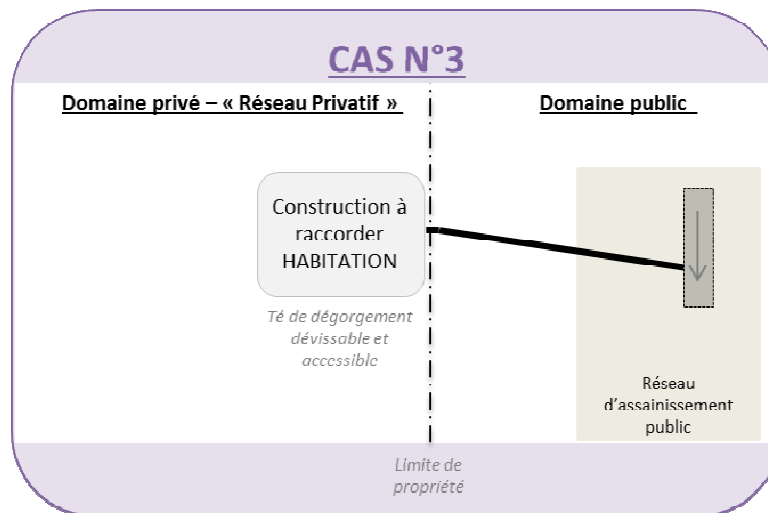 CAS N°3
Domaine privé – « Réseau Privatif »
Domaine public
Construction à
raccorder
HABITATION
Té de dégorgement
dévissable et
accessible
Réseau
d'assainissement
public
Limite de
propriété